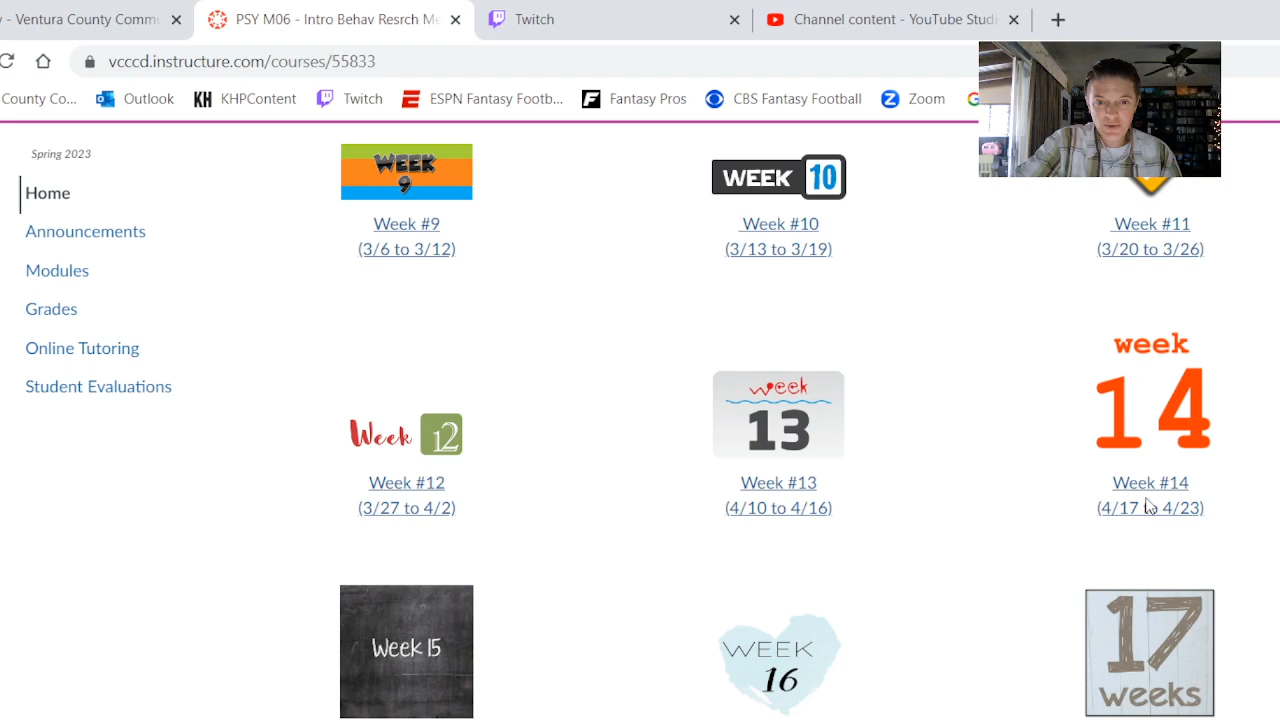 y - Ventura County Commu
PSY M06 - Intro Behav Resrch Me
Twitch
Channel content - YouTube Studi
vcccd.instructure.com/courses/55833
County Co...
Outlook
KH KHPContent
Twitch
ESPN Fantasy Footb...
Fantasy Pros
CBS Fantasy Football
Zoom
Spring 2023
Home
Announcements
Modules
Grades
Online Tutoring
Student Evaluations
WEEK
9
WEEK 10
Week #9
(3/6 to 3/12)
Week #10
(3/13 to 3/19)
Week #11
(3/20 to 3/26)
Week 12
week
13
week
14
Week #12
(3/27 to 4/2)
Week #13
(4/10 to 4/16)
Week #14
(4/17 to 4/23)
Week 15
WEEK
16
17
weeks